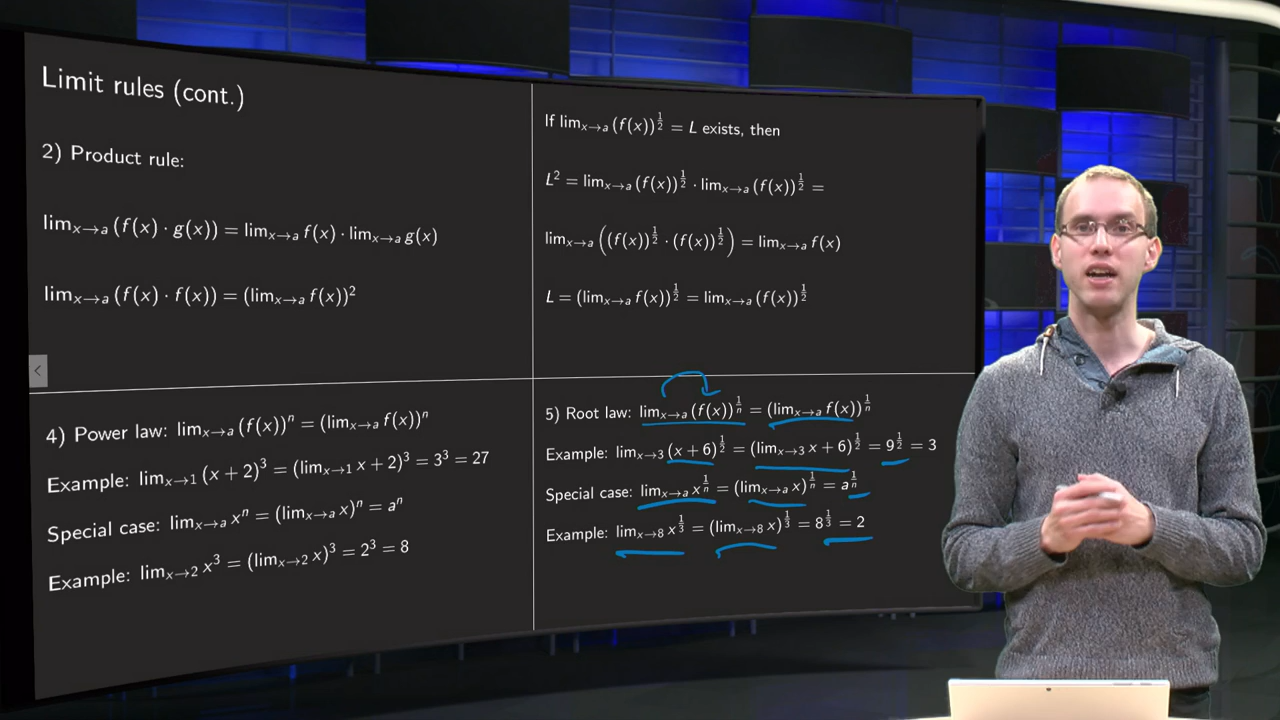 Limit rules (cont.)
2) Product rule:
lim_{x→a} (f(x) · g(x)) = lim_{x→a} f(x) · lim_{x→a} g(x)
lim_{x→a} (f(x) · f(x)) = (lim_{x→a} f(x))^2
If lim_{x→a} (f(x))^{1/2} = L exists, then
L^2 = lim_{x→a} (f(x))^{1/2} · lim_{x→a} (f(x))^{1/2} =
lim_{x→a} ((f(x))^{1/2} · (f(x))^{1/2}) = lim_{x→a} f(x)
L = (lim_{x→a} f(x))^{1/2} = lim_{x→a} (f(x))^{1/2}
4) Power law: lim_{x→a} (f(x))^n = (lim_{x→a} f(x))^n
Example: lim_{x→1} (x + 2)^3 = (lim_{x→1} x + 2)^3 = 3^3 = 27
Special case: lim_{x→a} x^n = (lim_{x→a} x)^n = a^n
Example: lim_{x→2} x^3 = (lim_{x→2} x)^3 = 2^3 = 8
5) Root law: lim_{x→a} (f(x))^{1/n} = (lim_{x→a} f(x))^{1/n}
Example: lim_{x→3} (x + 6)^{1/2} = (lim_{x→3} x + 6)^{1/2} = 9^{1/2} = 3
Special case: lim_{x→a} x^{1/n} = (lim_{x→a} x)^{1/n} = a^{1/n}
Example: lim_{x→8} x^{1/3} = (lim_{x→8} x)^{1/3} = 8^{1/3} = 2